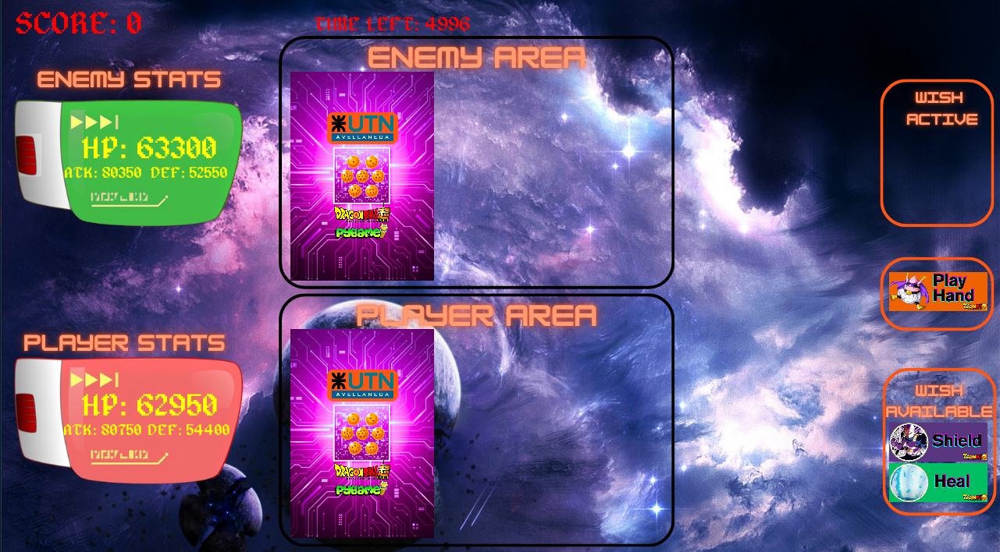 SCORE: 0
TIME LEFT: 4996
ENEMY AREA
ENEMY STATS
HP: 63300
ATK: 80350 DEF: 52550
UTN
AVELLANEDA
DRAGON BALL
PYGAME
WISH
ACTIVE
Play
Hand
PLAYER AREA
PLAYER STATS
HP: 62950
ATK: 80750 DEF: 54400
UTN
AVELLANEDA
DRAGON BALL
PYGAME
WISH
AVAILABLE
Shield
Heal